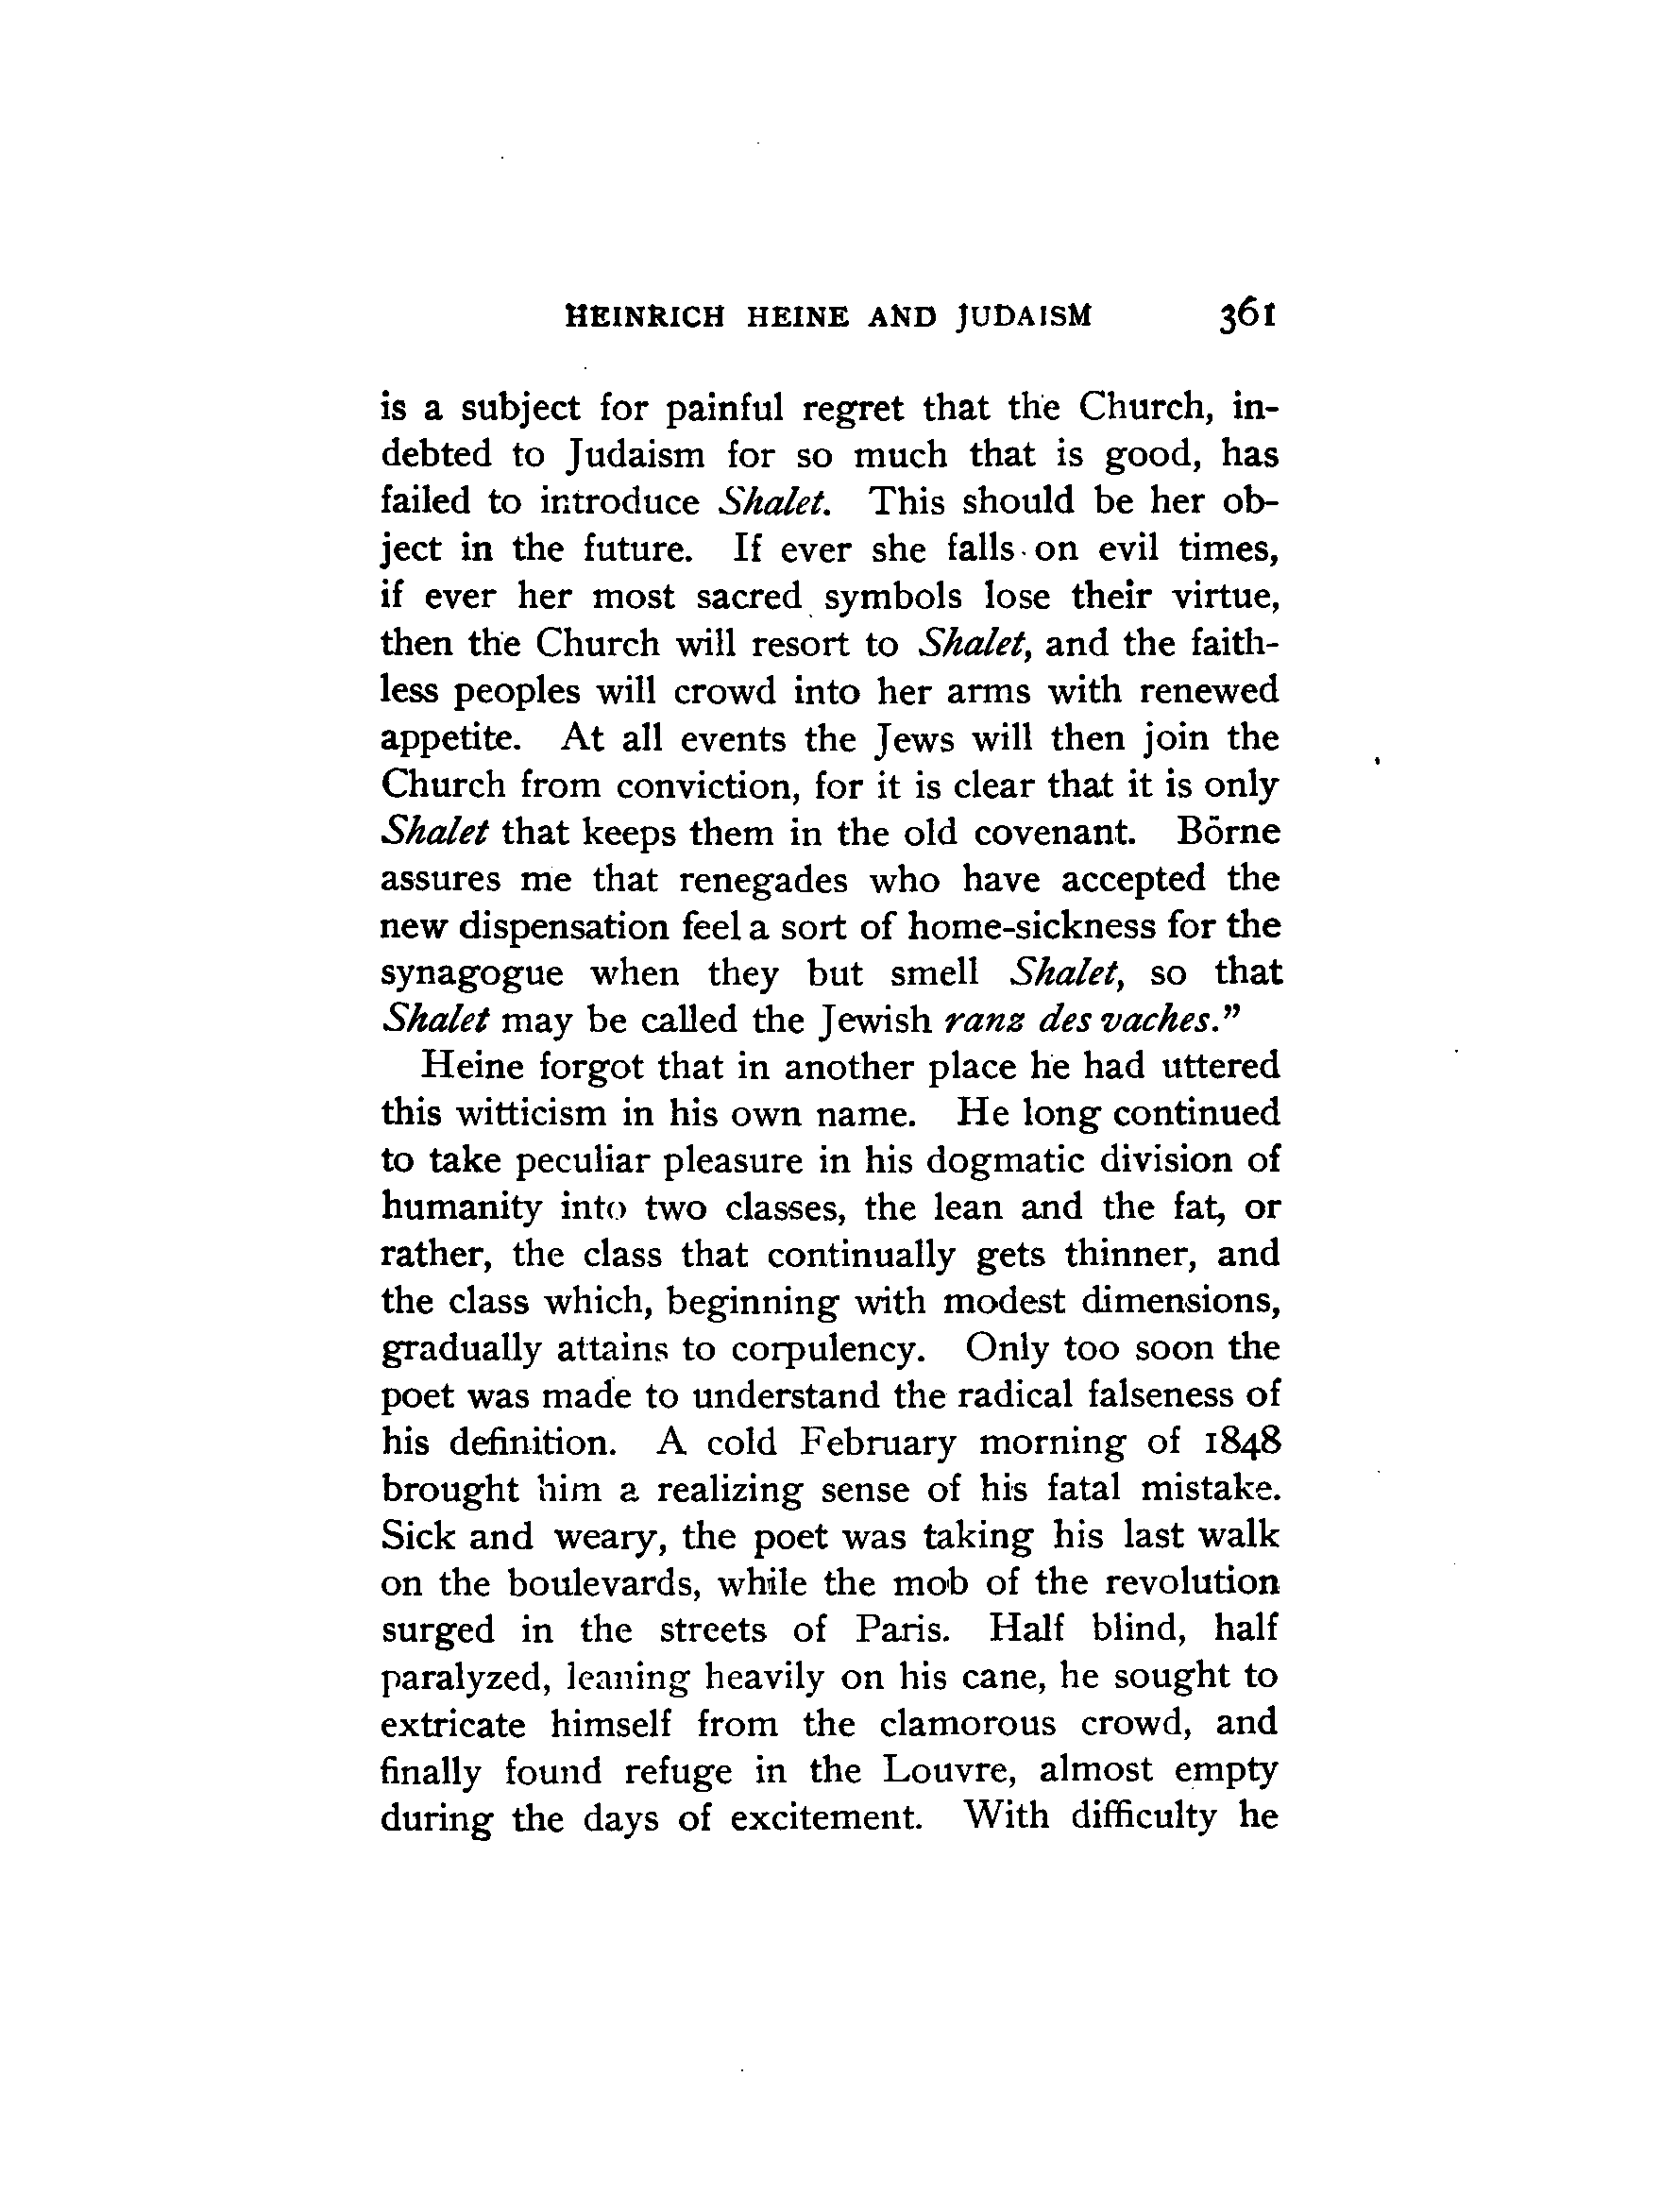 HEINRICH HEINE AND JUDAISM 361
is a subject for painful regret that the Church, in-
debted to Judaism for so much that is good, has
failed to introduce Shalet. This should be her ob-
ject in the future. If ever she falls on evil times,
if ever her most sacred symbols lose their virtue,
then the Church will resort to Shalet, and the faith-
less peoples will crowd into her arms with renewed
appetite. At all events the Jews will then join the
Church from conviction, for it is clear that it is only
Shalet that keeps them in the old covenant. Börne
assures me that renegades who have accepted the
new dispensation feel a sort of home-sickness for the
synagogue when they but smell Shalet, so that
Shalet may be called the Jewish ranz des vaches."
Heine forgot that in another place he had uttered
this witticism in his own name. He long continued
to take peculiar pleasure in his dogmatic division of
humanity into two classes, the lean and the fat, or
rather, the class that continually gets thinner, and
the class which, beginning with modest dimensions,
gradually attains to corpulency. Only too soon the
poet was made to understand the radical falseness of
his definition. A cold February morning of 1848
brought him a realizing sense of his fatal mistake.
Sick and weary, the poet was taking his last walk
on the boulevards, while the mob of the revolution
surged in the streets of Paris. Half blind, half
paralyzed, leaning heavily on his cane, he sought to
extricate himself from the clamorous crowd, and
finally found refuge in the Louvre, almost empty
during the days of excitement. With difficulty he